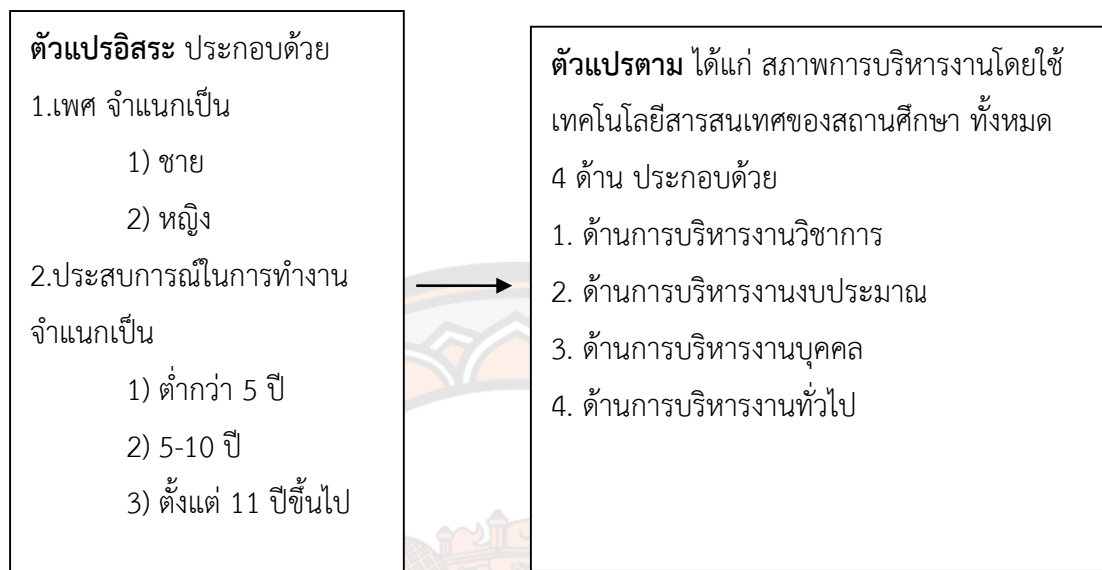 ตัวแปรอิสระ ประกอบด้วย
1.เพศ จำแนกเป็น
1) ชาย
2) หญิง
2.ประสบการณ์ในการทำงาน
จำแนกเป็น
1) ต่ำกว่า 5 ปี
2) 5-10 ปี
3) ตั้งแต่ 11 ปีขึ้นไป
ตัวแปรตาม ได้แก่ สภาพการบริหารงานโดยใช้
เทคโนโลยีสารสนเทศของสถานศึกษา ทั้งหมด
4 ด้าน ประกอบด้วย
1. ด้านการบริหารงานวิชาการ
2. ด้านการบริหารงานงบประมาณ
3. ด้านการบริหารงานบุคคล
4. ด้านการบริหารงานทั่วไป